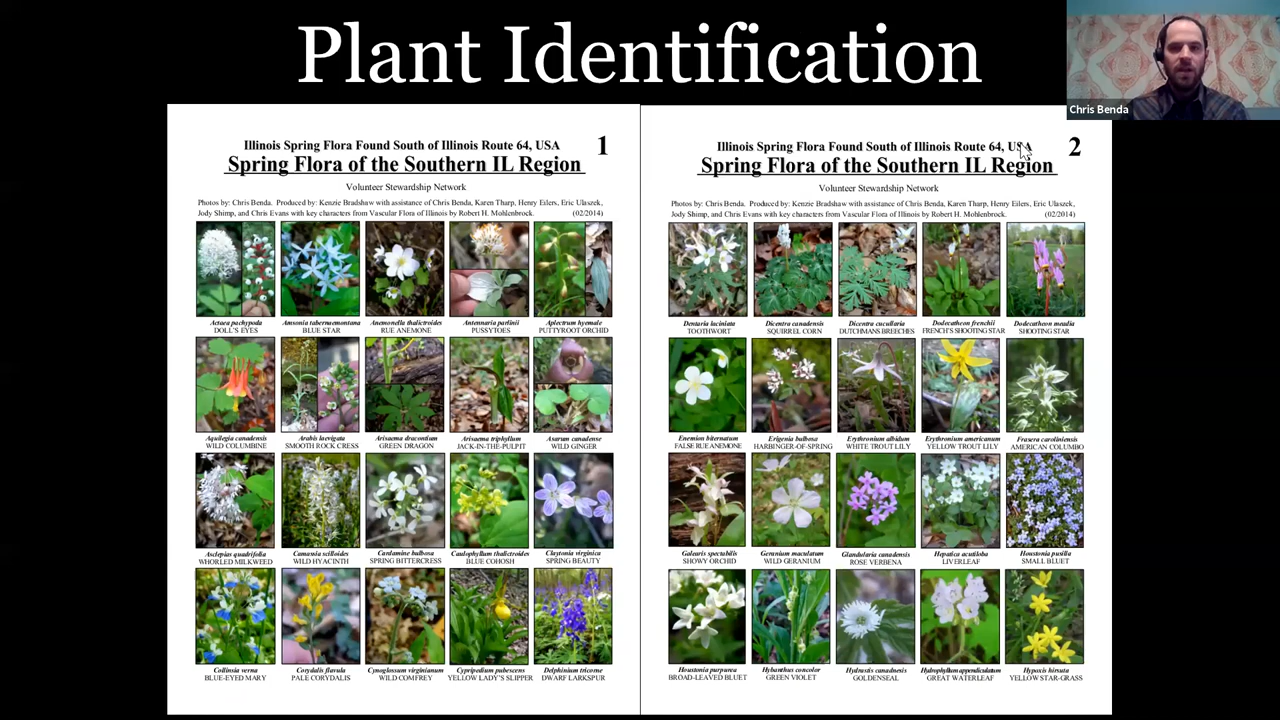 Plant Identification
Chris Benda
Illinois Spring Flora Found South of Illinois Route 64, USA
1
Spring Flora of the Southern IL Region
Volunteer Stewardship Network
Photos by: Chris Benda. Produced by: Kenzie Bradshaw with assistance of Chris Benda, Karen Tharp, Henry Eilers, Eric Ulaszek,
Jody Shimp, and Chris Evans with key characters from Vascular Flora of Illinois by Robert H. Mohlenbrock. (02/2014)
Actaea pachypoda Amsonia tabernaemontana Anemonella thalictroides Antennaria parlinii Aplectrum hyemale
DOLL'S EYES BLUE STAR RUE ANEMONE PUSSYTOES PUTTYROOT ORCHID
Aquilegia canadensis Arabis laevigata Arisaema dracontium Arisaema triphyllum Asarum canadense
WILD COLUMBINE SMOOTH ROCK CRESS GREEN DRAGON JACK-IN-THE-PULPIT WILD GINGER
Asclepias quadrifolia Camassia scilloides Cardamine bulbosa Caulophyllum thalictroides Claytonia virginica
WHORLED MILKWEED WILD HYACINTH SPRING BITTERCRESS BLUE COHOSH SPRING BEAUTY
Collinsia verna Corydalis flavula Cynoglossum virginianum Cypripedium pubescens Delphinium tricorne
BLUE-EYED MARY PALE CORYDALIS WILD COMFREY YELLOW LADY'S SLIPPER DWARF LARKSPUR
Illinois Spring Flora Found South of Illinois Route 64, USA
2
Spring Flora of the Southern IL Region
Volunteer Stewardship Network
Photos by: Chris Benda. Produced by: Kenzie Bradshaw with assistance of Chris Benda, Karen Tharp, Henry Eilers, Eric Ulaszek,
Jody Shimp, and Chris Evans with key characters from Vascular Flora of Illinois by Robert H. Mohlenbrock. (02/2014)
Dentaria laciniata Dicentra canadensis Dicentra cucullaria Dodecatheon frenchii Dodecatheon meadia
TOOTHWORT SQUIRREL CORN DUTCHMANS BREECHES FRENCH'S SHOOTING STAR SHOOTING STAR
Enemion biternatum Erigenia bulbosa Erythronium albidum Erythronium americanum Frasera caroliniensis
FALSE RUE ANEMONE HARBINGER-OF-SPRING WHITE TROUT LILY YELLOW TROUT LILY AMERICAN COLUMBO
Galearis spectabilis Geranium maculatum Glandularia canadensis Hepatica acutiloba Houstonia pusilla
SHOWY ORCHID WILD GERANIUM ROSE VERBENA LIVERLEAF SMALL BLUET
Houstonia purpurea Hybanthus concolor Hydrastis canadnesis Hydrophyllum appendiculatum Hypoxis hirsuta
BROAD-LEAVED BLUET GREEN VIOLET GOLDENSEAL GREAT WATERLEAF YELLOW STAR-GRASS